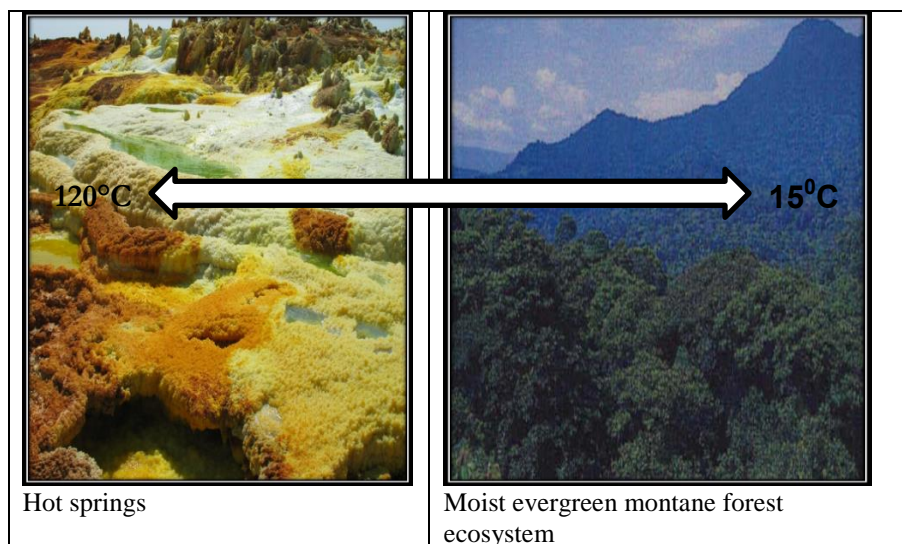 120°C
15⁰C
Hot springs
Moist evergreen montane forest
ecosystem